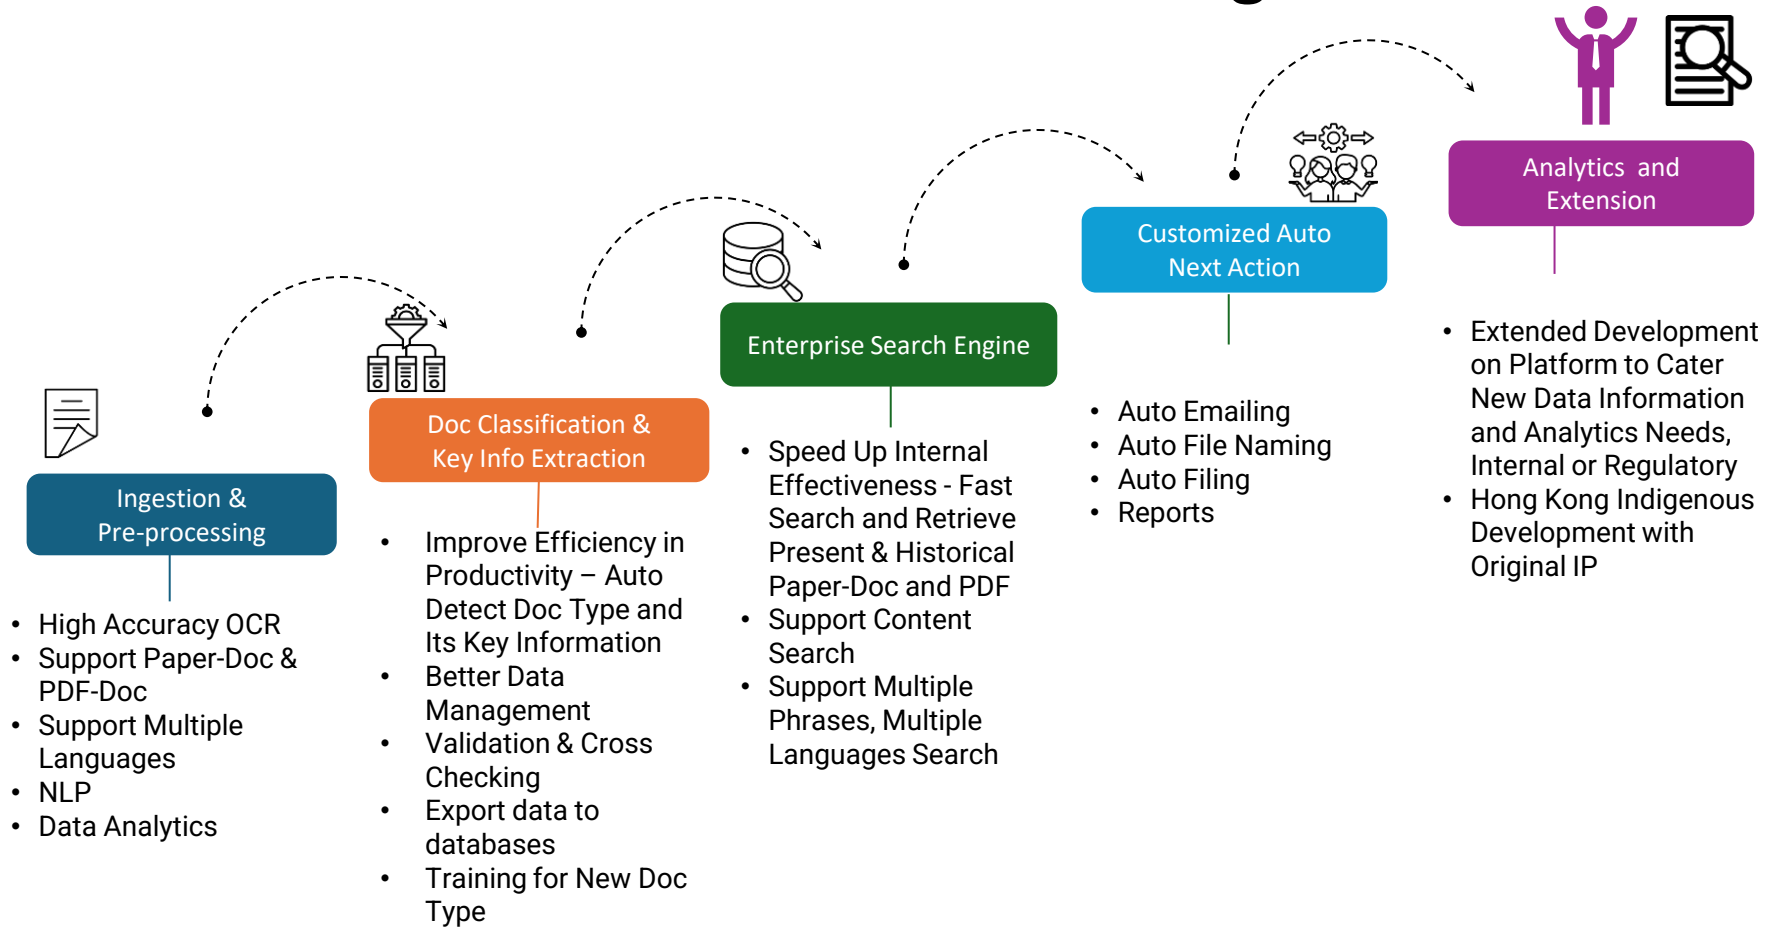 Ingestion &
Pre-processing
• High Accuracy OCR
• Support Paper-Doc &
PDF-Doc
• Support Multiple
Languages
• NLP
• Data Analytics
Doc Classification &
Key Info Extraction
• Improve Efficiency in
Productivity – Auto
Detect Doc Type and
Its Key Information
• Better Data
Management
• Validation & Cross
Checking
• Export data to
databases
• Training for New Doc
Type
Enterprise Search Engine
• Speed Up Internal
Effectiveness - Fast
Search and Retrieve
Present & Historical
Paper-Doc and PDF
• Support Content
Search
• Support Multiple
Phrases, Multiple
Languages Search
Customized Auto
Next Action
• Auto Emailing
• Auto File Naming
• Auto Filing
• Reports
Analytics  and
Extension
• Extended Development
on Platform to Cater
New Data Information
and Analytics Needs,
Internal or Regulatory
• Hong Kong Indigenous
Development with
Original IP